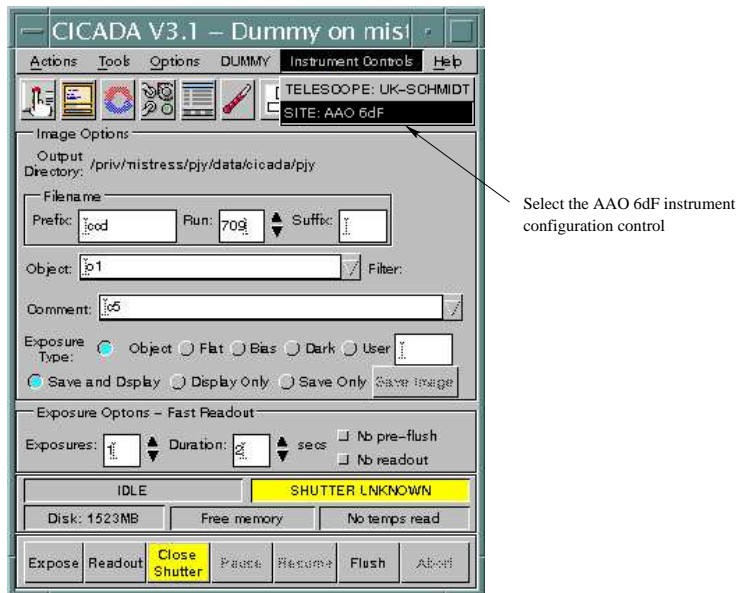 CICADA V3.1 – Dummy on mist
Actions Tools Options DUMMY Instrument Controls Help
TELESCOPE: UK–SCHMIDT
SITE: AAO 6dF
Image Options
Output Directory: /priv/mistress/pjy/data/cicada/pjy
Filename
Prefix: ccd Run: 709 Suffix:
Select the AAO 6dF instrument
configuration control
Object: o1 Filter:
Comment: c5
Exposure Type: Object Flat Bias Dark User
Save and Display Display Only Save Only Save Image
Exposure Options – Fast Readout
Exposures: 1 Duration: 2 secs No pre–flush
No readout
IDLE SHUTTER UNKNOWN
Disk: 1523MB Free memory No temps read
Expose Readout Close Shutter Pause Resume Flush Abort